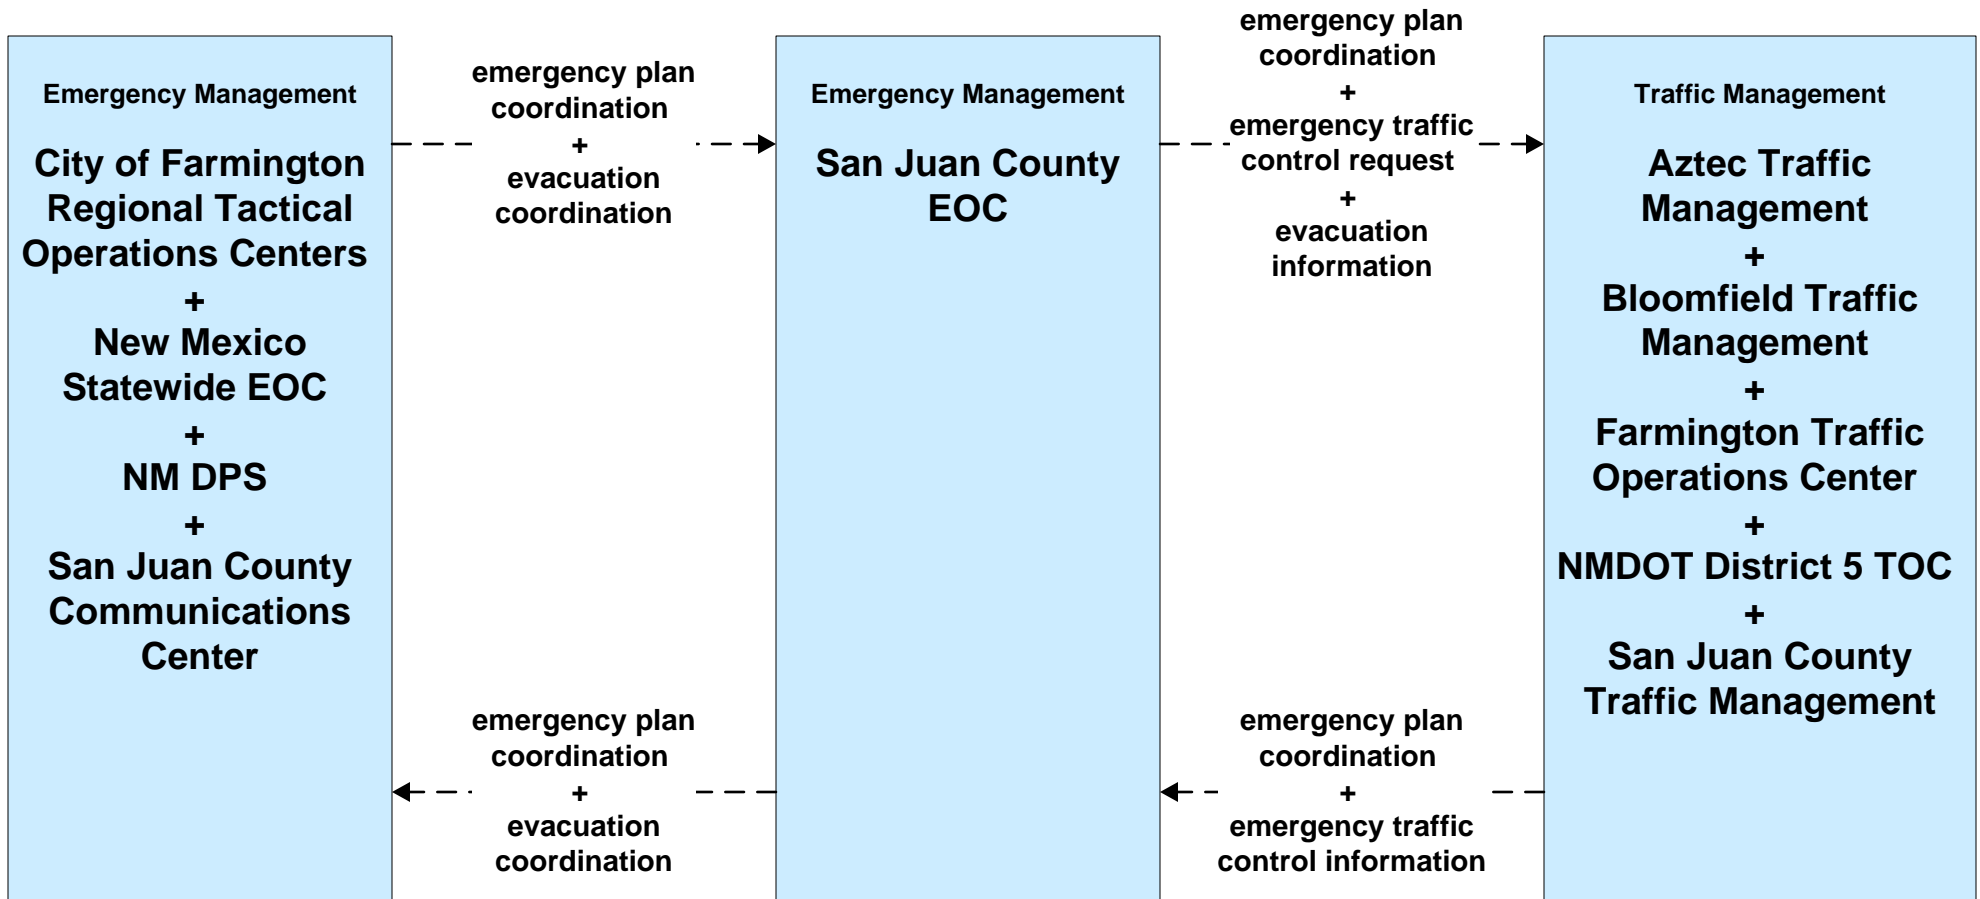 Emergency Management
City of Farmington
Regional Tactical
Operations Centers
+
New Mexico
Statewide EOC
+
NM DPS
+
San Juan County
Communications
Center
emergency plan
coordination
+
evacuation
coordination
emergency plan
coordination
+
evacuation
coordination
Emergency Management
San Juan County
EOC
emergency plan
coordination
+
emergency traffic
control request
+
evacuation
information
emergency plan
coordination
+
emergency traffic
control information
Traffic Management
Aztec Traffic
Management
+
Bloomfield Traffic
Management
+
Farmington Traffic
Operations Center
+
NMDOT District 5 TOC
+
San Juan County
Traffic Management